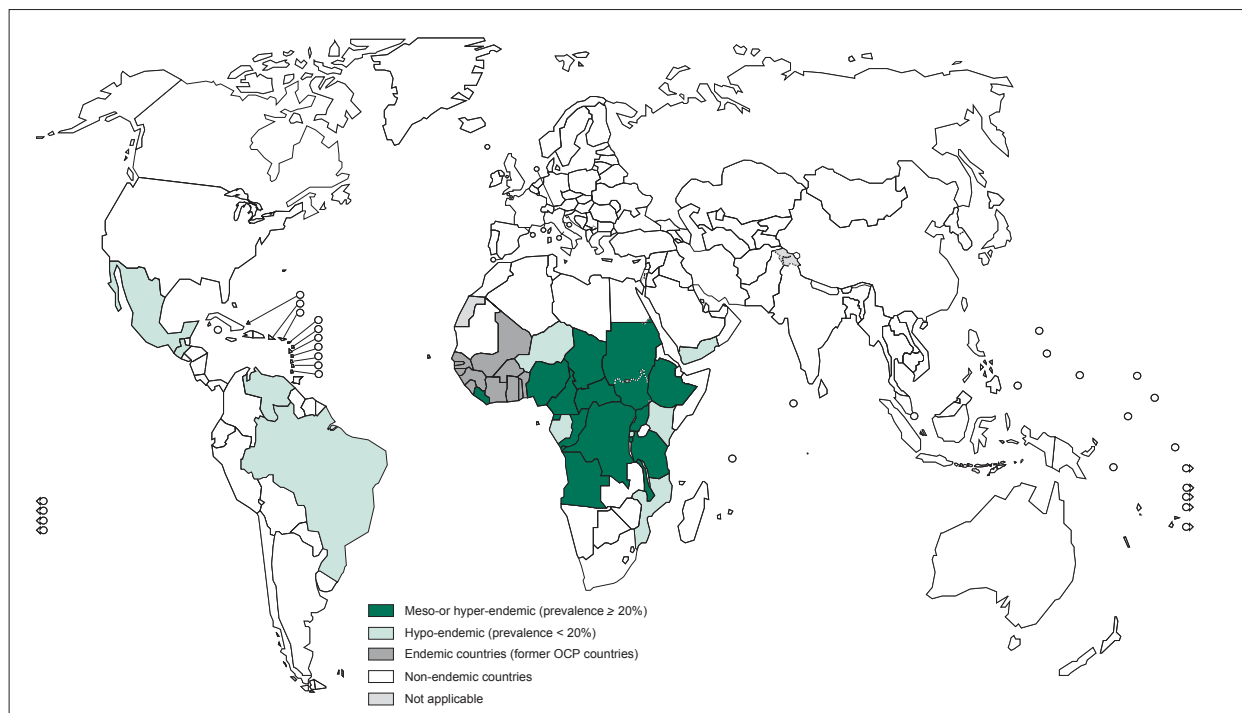 Meso-or hyper-endemic (prevalence ≥ 20%)
Hypo-endemic (prevalence < 20%)
Endemic countries (former OCP countries)
Non-endemic countries
Not applicable